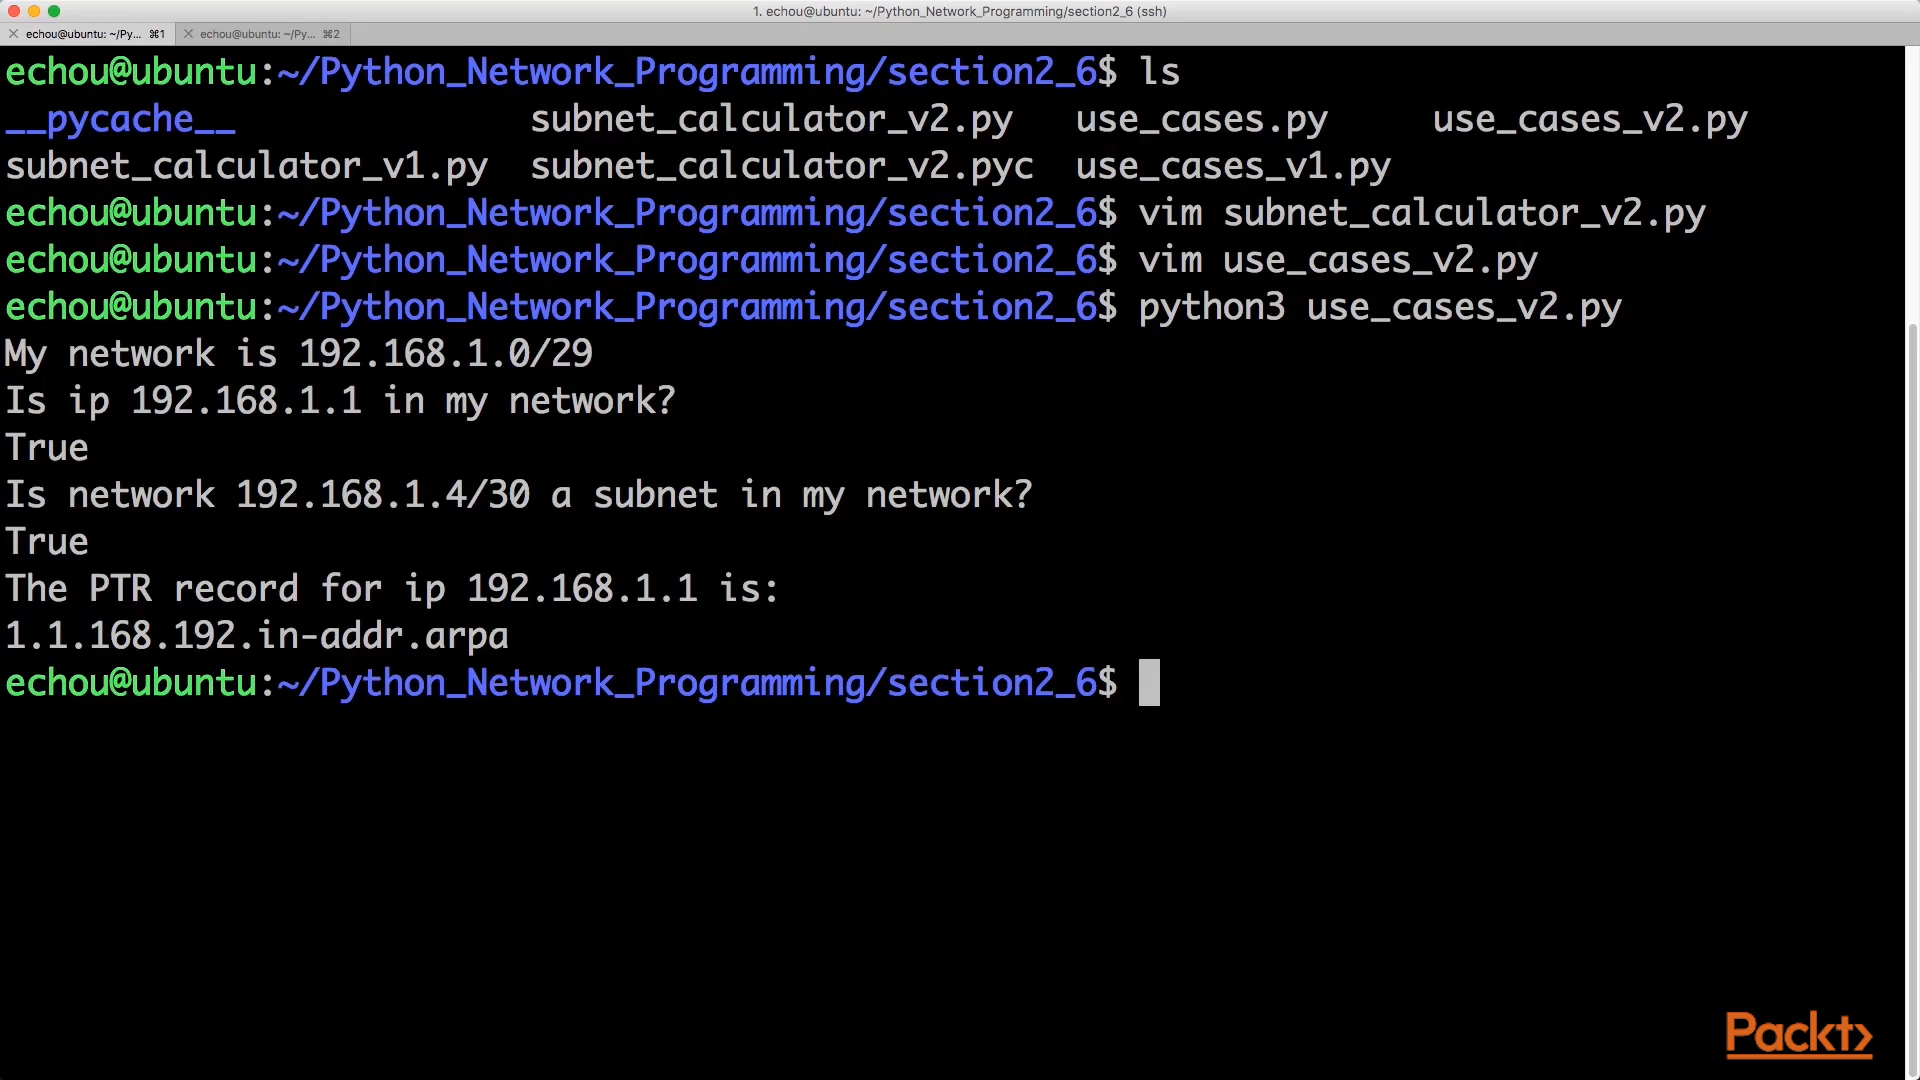 1. echou@ubuntu: ~/Python_Network_Programming/section2_6 (ssh)
echou@ubuntu: ~/Py... ⌘1 echou@ubuntu: ~/Py... ⌘2
echou@ubuntu:~/Python_Network_Programming/section2_6$ ls
__pycache__ subnet_calculator_v2.py use_cases.py use_cases_v2.py
subnet_calculator_v1.py subnet_calculator_v2.pyc use_cases_v1.py
echou@ubuntu:~/Python_Network_Programming/section2_6$ vim subnet_calculator_v2.py
echou@ubuntu:~/Python_Network_Programming/section2_6$ vim use_cases_v2.py
echou@ubuntu:~/Python_Network_Programming/section2_6$ python3 use_cases_v2.py
My network is 192.168.1.0/29
Is ip 192.168.1.1 in my network?
True
Is network 192.168.1.4/30 a subnet in my network?
True
The PTR record for ip 192.168.1.1 is:
1.1.168.192.in-addr.arpa
echou@ubuntu:~/Python_Network_Programming/section2_6$
Packt>